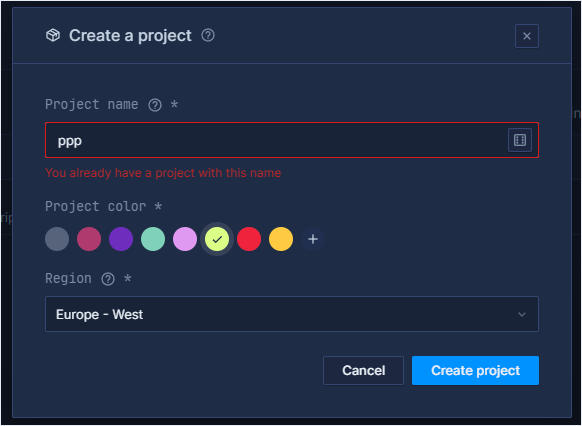 Create a project
Project name *
ppp
You already have a project with this name
Project color *
Region *
Europe - West
Cancel
Create project